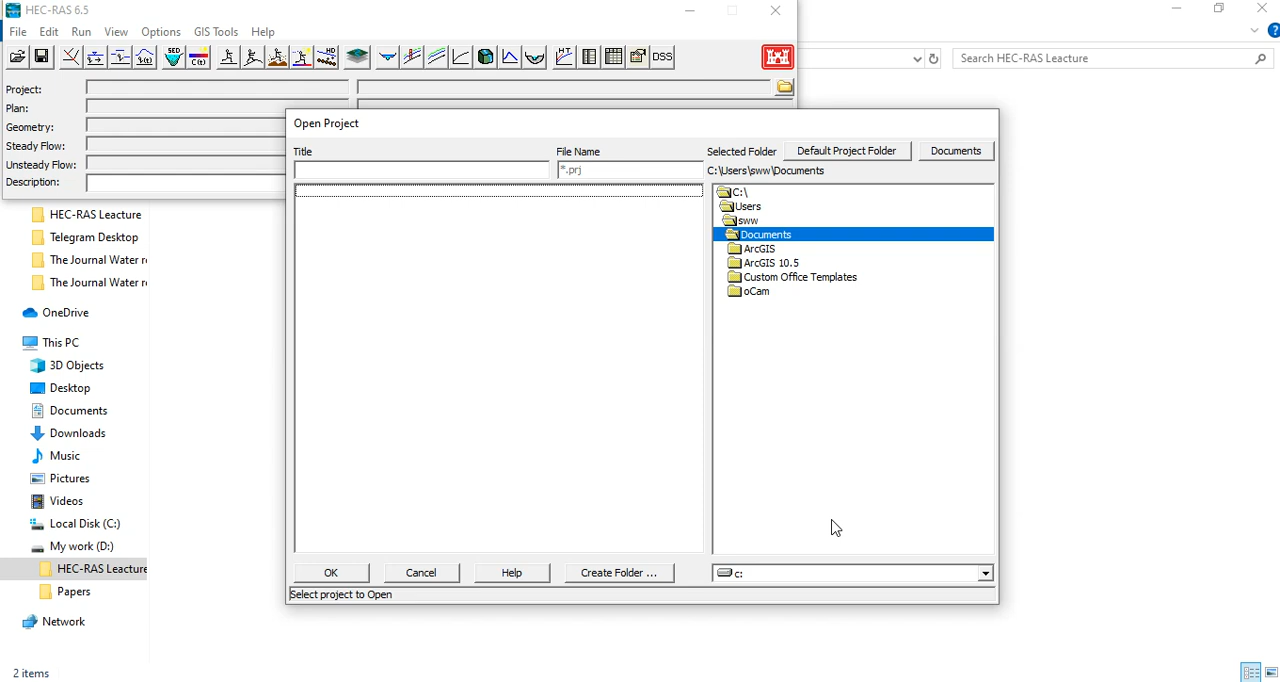 HEC-RAS 6.5
File Edit Run View Options GIS Tools Help
SED C(t) HD HT DSS
Search HEC-RAS Leacture
Project:
Plan:
Geometry:
Steady Flow:
Unsteady Flow:
Description:
Open Project
Title File Name Selected Folder Default Project Folder Documents
*.prj C:\Users\sww\Documents
C:\
Users
sww
Documents
ArcGIS
ArcGIS 10.5
Custom Office Templates
oCam
OK Cancel Help Create Folder ... c:
Select project to Open
HEC-RAS Leacture
Telegram Desktop
The Journal Water r
The Journal Water r
OneDrive
This PC
3D Objects
Desktop
Documents
Downloads
Music
Pictures
Videos
Local Disk (C:)
My work (D:)
HEC-RAS Leacture
Papers
Network
2 items